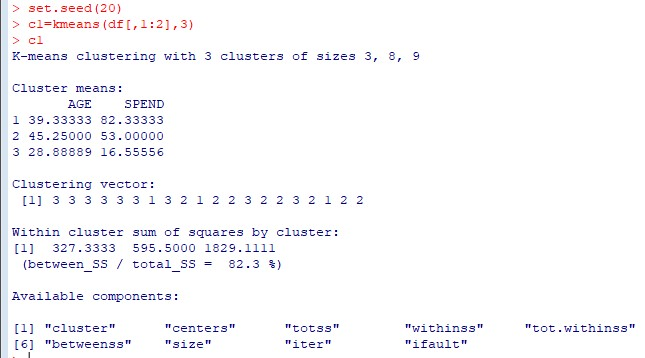 > set.seed(20)
> cl=kmeans(df[,1:2],3)
> cl
K-means clustering with 3 clusters of sizes 3, 8, 9

Cluster means:
       AGE    SPEND
1 39.33333 82.33333
2 45.25000 53.00000
3 28.88889 16.55556

Clustering vector:
 [1] 3 3 3 3 3 3 1 3 2 1 2 2 3 2 2 3 2 1 2 2

Within cluster sum of squares by cluster:
[1]  327.3333  595.5000 1829.1111
 (between_SS / total_SS =  82.3 %)

Available components:

[1] "cluster"      "centers"      "totss"        "withinss"     "tot.withinss"
[6] "betweenss"    "size"         "iter"         "ifault"
>